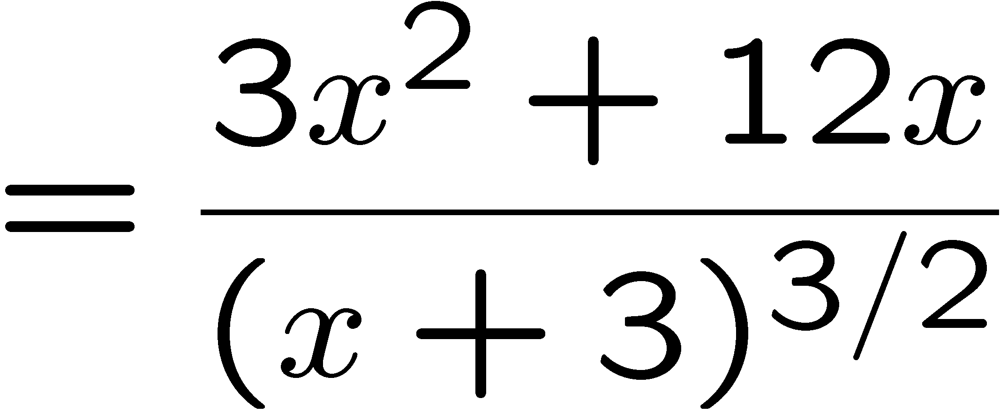 = \frac{3x^2 + 12x}{(x + 3)^{3/2}}